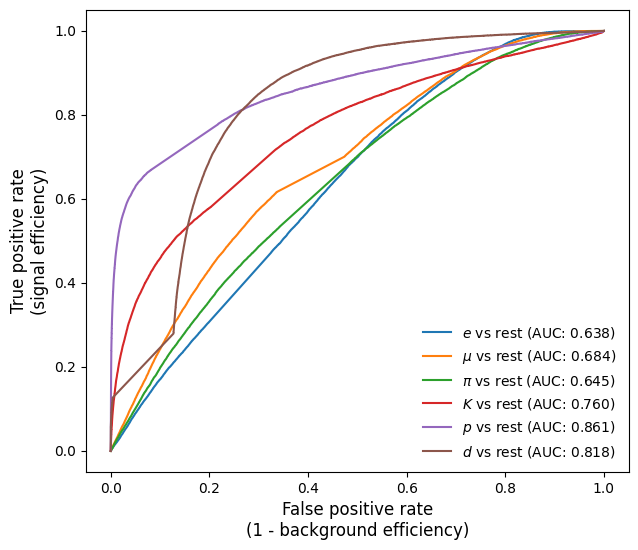 True positive rate
(signal efficiency)
1.0
0.8
0.6
0.4
0.2
0.0
e vs rest (AUC: 0.638)
μ vs rest (AUC: 0.684)
π vs rest (AUC: 0.645)
K vs rest (AUC: 0.760)
p vs rest (AUC: 0.861)
d vs rest (AUC: 0.818)
0.0 0.2 0.4 0.6 0.8 1.0
False positive rate
(1 - background efficiency)